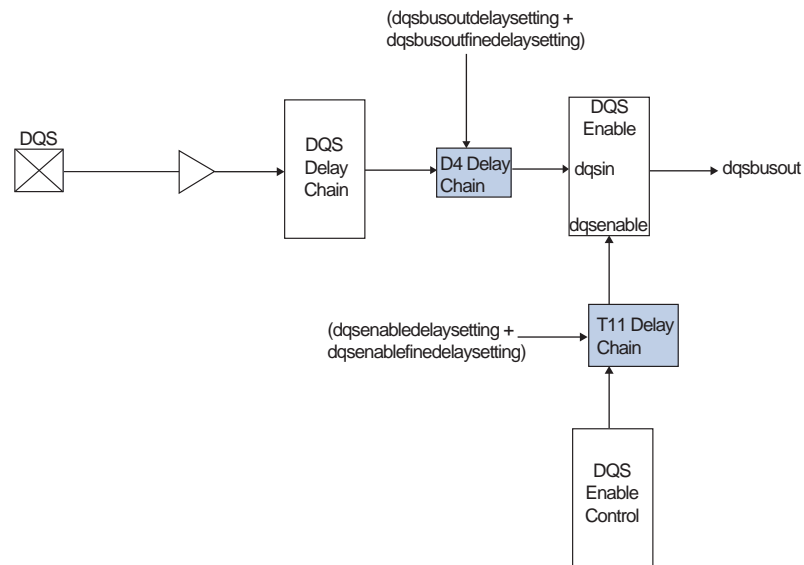 (dqsbusoutdelaysetting +
dqsbusoutfinedelaysetting)
DQS
DQS
Delay
Chain
D4 Delay
Chain
DQS
Enable
dqsin
dqsenable
dqsbusout
(dqsenabledelaysetting +
dqsenablefinedelaysetting)
T11 Delay
Chain
DQS
Enable
Control